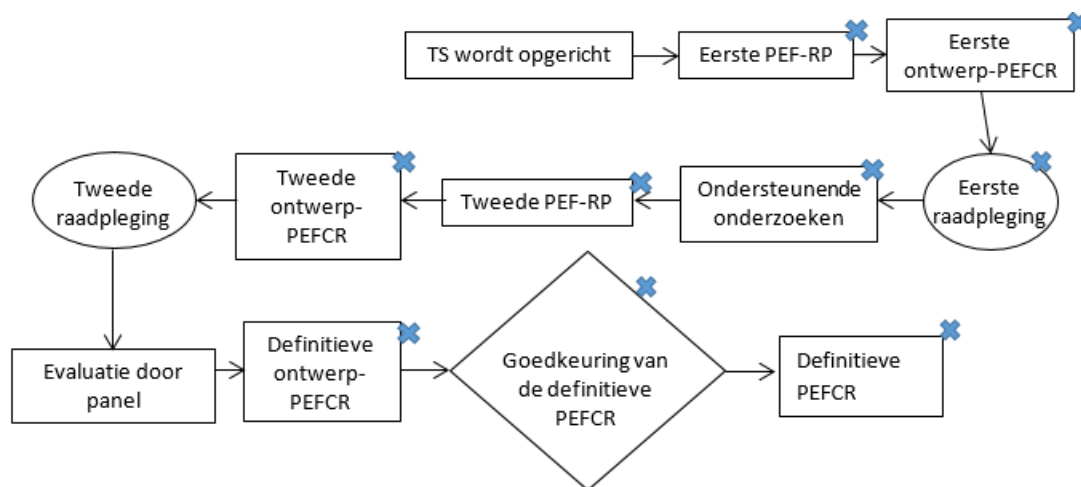 TS wordt opgericht
Eerste PEF-RP
Eerste
ontwerp-PEFCR
Eerste
raadpleging
Ondersteunende
onderzoeken
Tweede PEF-RP
Tweede
ontwerp-
PEFCR
Tweede
raadpleging
Evaluatie door
panel
Definitieve
ontwerp-
PEFCR
Goedkeuring van
de definitieve
PEFCR
Definitieve
PEFCR